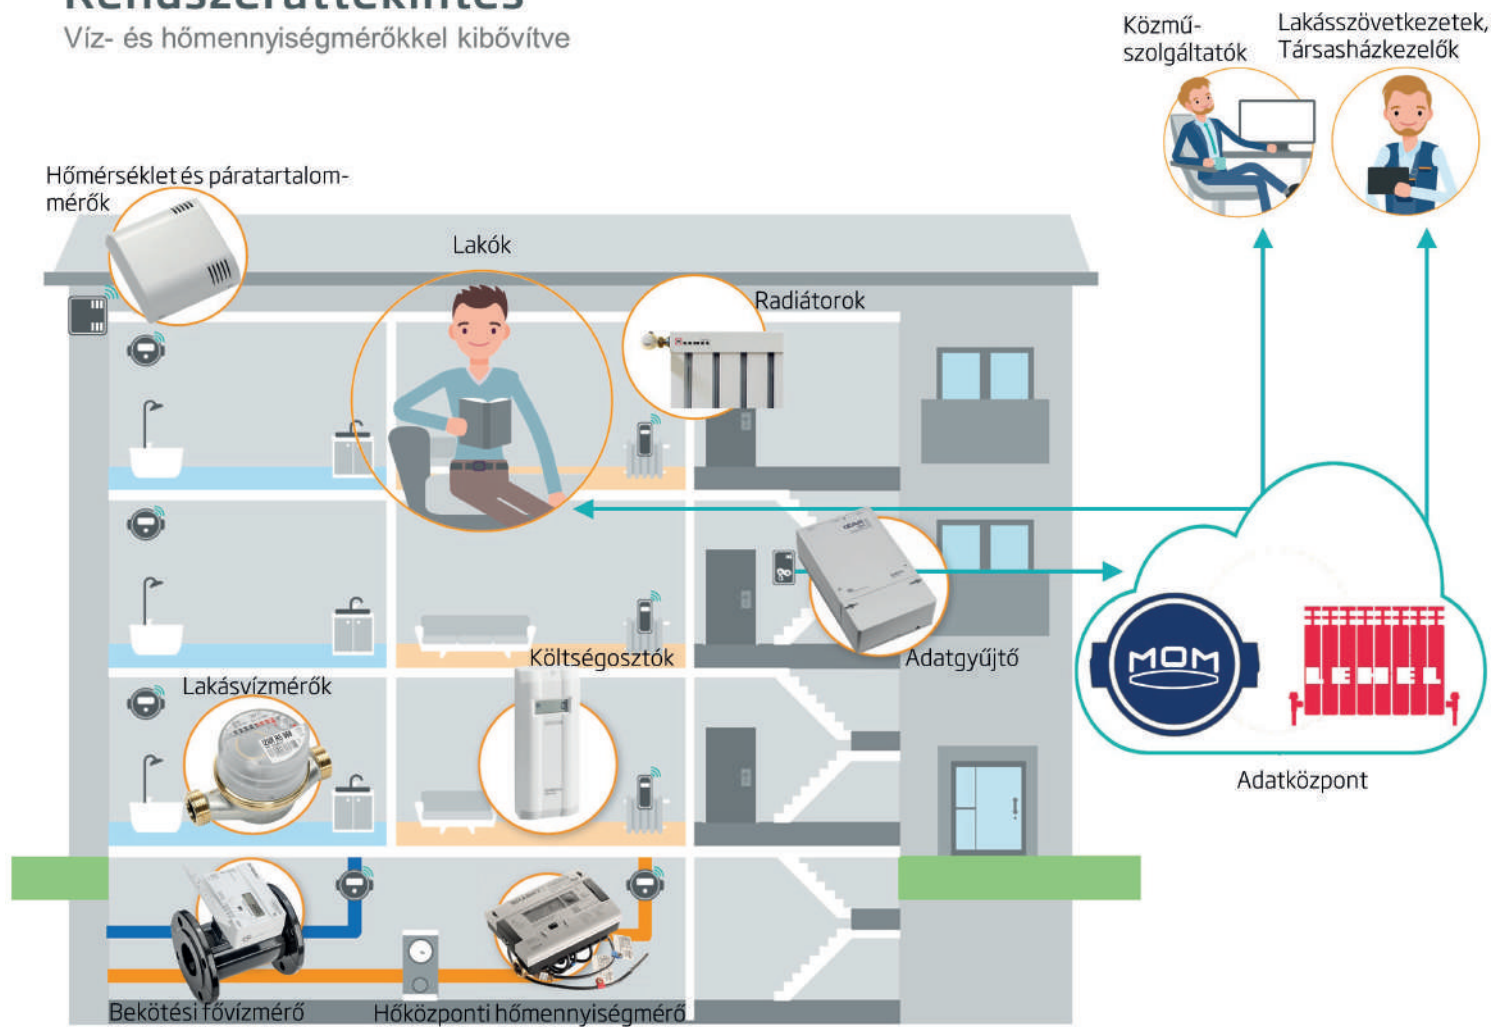 Rendszeráttekintés
Víz- és hőmennyiségmérőkkel kibővítve
Közmű-
szolgáltatók
Lakásszövetkezetek,
Társasházkezelők
Hőmérséklet és páratartalom-
mérők
Lakók
Radiátorok
Költségosztók
Adatgyűjtő
Lakásvízmérők
MOM
LEHEL
Adatközpont
Bekötési fővízmérő
Hőközponti hőmennyiségmérő